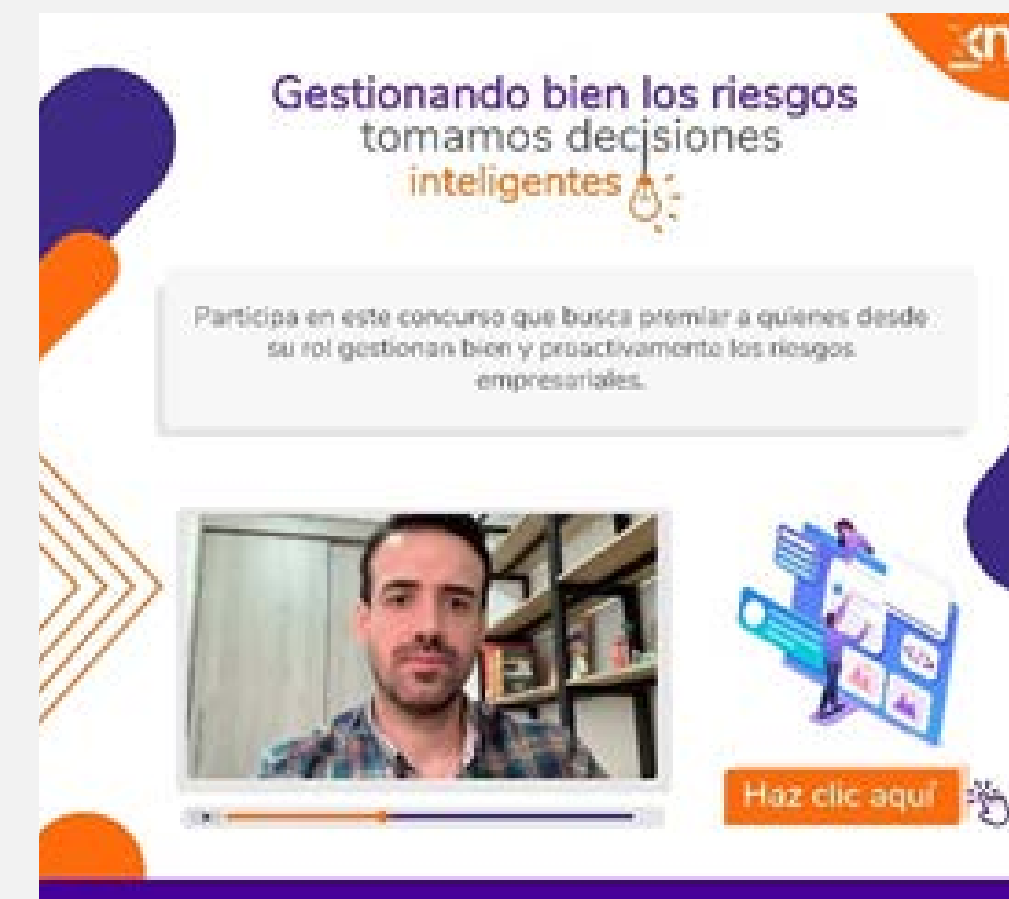 Gestionando bien los riesgos
tomamos decisiones
inteligentes
Participa en este concurso que busca premiar a quienes desde
su rol gestionan bien y proactivamente los riesgos
empresariales.
Haz clic aquí